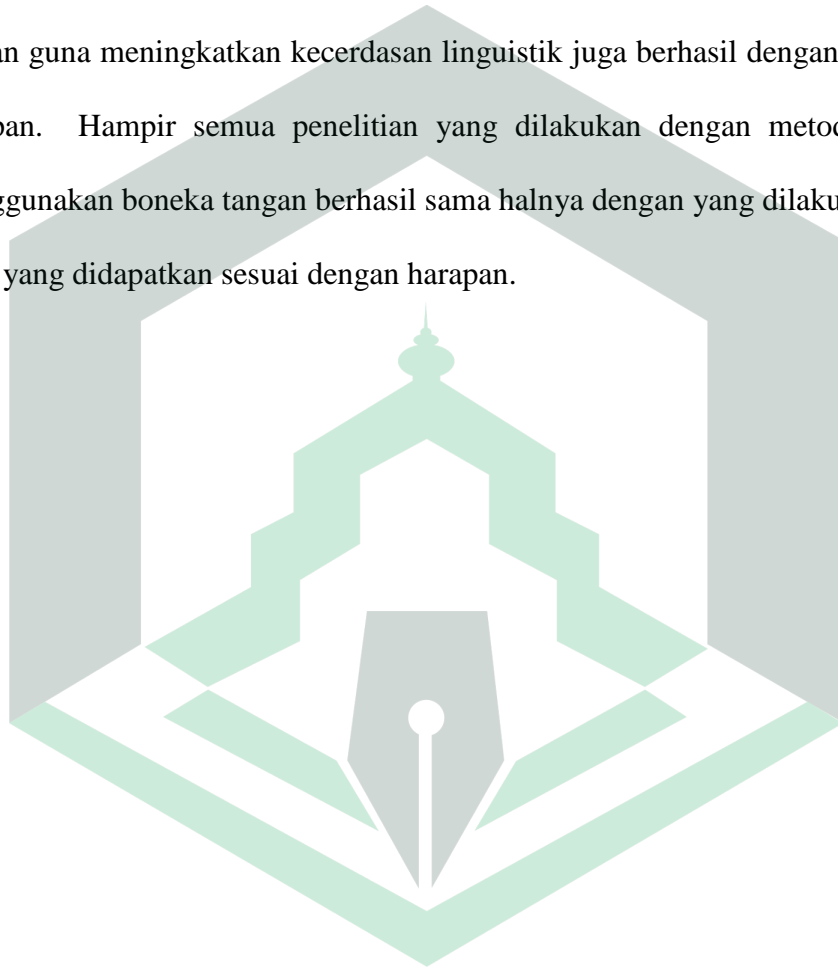 an guna meningkatkan kecerdasan linguistik juga berhasil dengan
pan. Hampir semua penelitian yang dilakukan dengan metod
ggunakan boneka tangan berhasil sama halnya dengan yang dilaku
yang didapatkan sesuai dengan harapan.